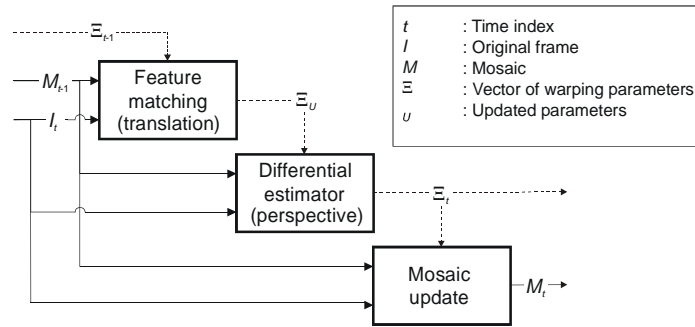 Ξt-1
Mt-1
It
Feature
matching
(translation)
ΞU
Differential
estimator
(perspective)
Ξt
Mosaic
update
Mt
t : Time index
I : Original frame
M : Mosaic
Ξ : Vector of warping parameters
U : Updated parameters